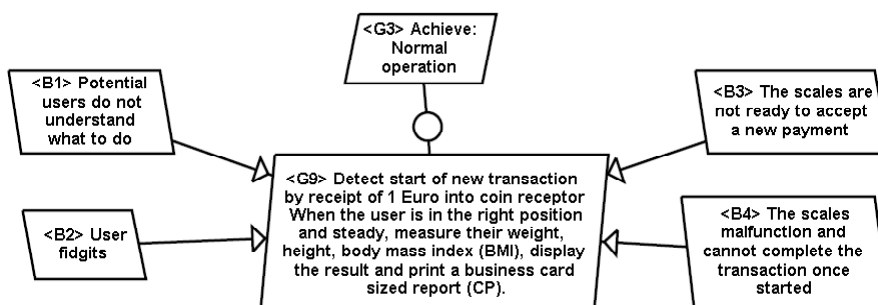 <G3> Achieve:
Normal
operation
<B1> Potential
users do not
understand
what to do
<B3> The scales are
not ready to accept
a new payment
<G9> Detect start of new transaction
by receipt of 1 Euro into coin receptor
When the user is in the right position
and steady, measure their weight,
height, body mass index (BMI), display
the result and print a business card
sized report (CP).
<B2> User
fidgits
<B4> The scales
malfunction and
cannot complete the
transaction once
started